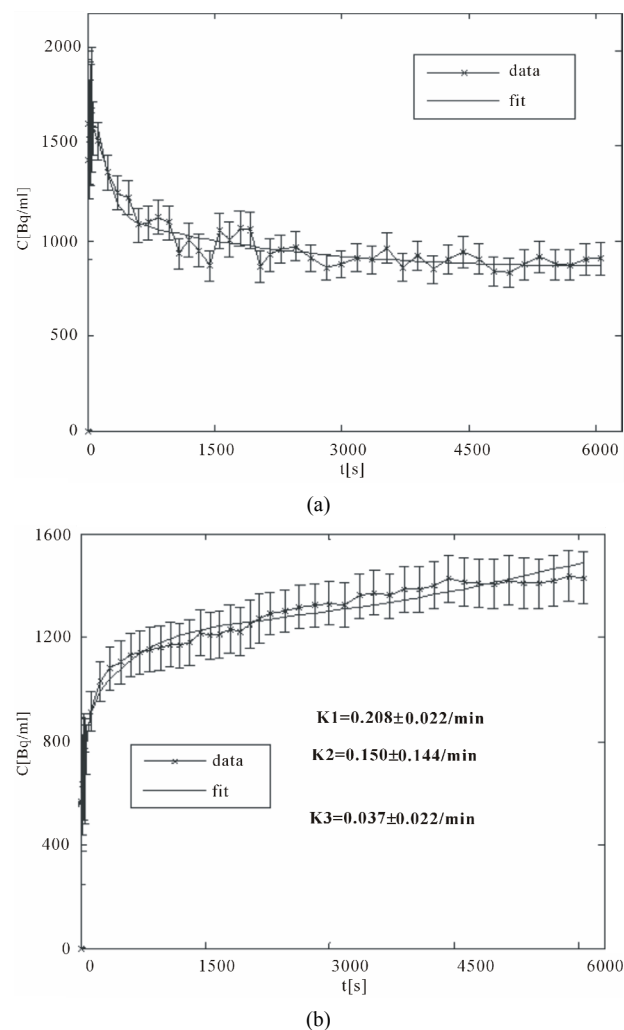 2000
1500
1000
500
0
C[Bq/ml]
data
fit
0 1500 3000 4500 6000
t[s]
(a)
1600
1200
800
400
0
C[Bq/ml]
K1=0.208±0.022/min
K2=0.150±0.144/min
K3=0.037±0.022/min
data
fit
0 1500 3000 4500 6000
t[s]
(b)